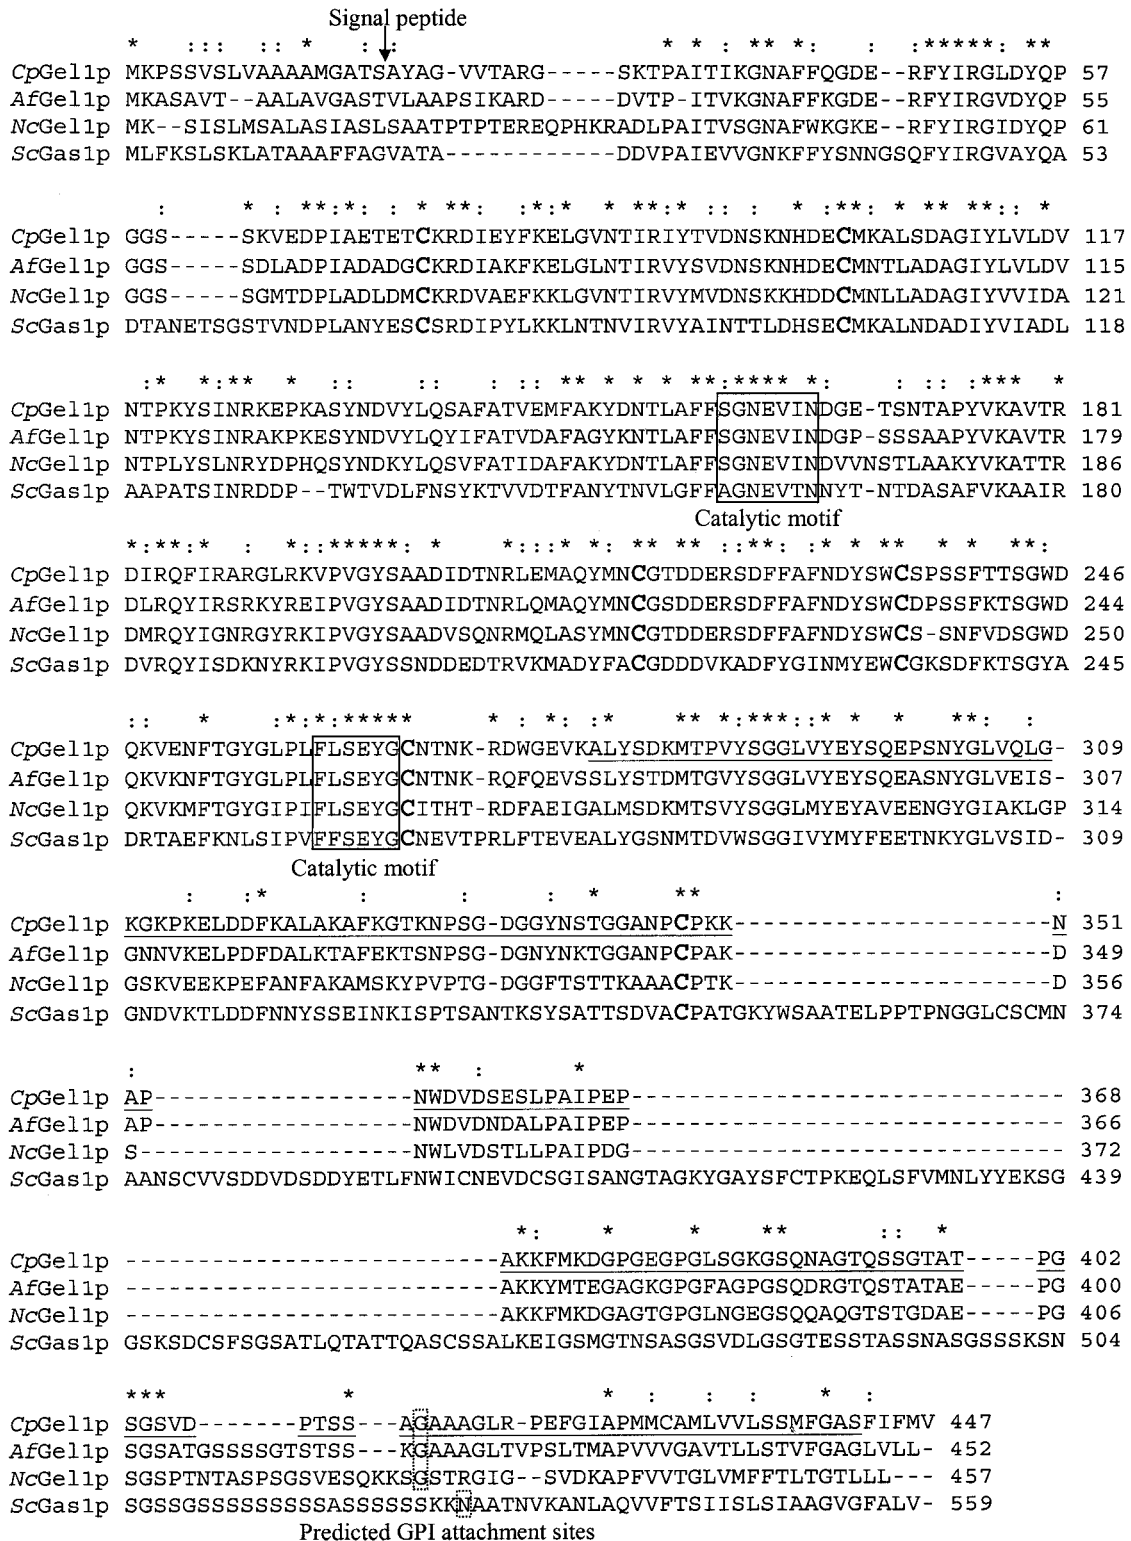 Signal peptide
* ::: :: * : : * * : ** * : : :***** : **
CpGel1p MKPSSVSLVAAAAMGATSAYAG-VVTARG-----SKTPAITIKGNAFFQGDE--RFYIRGLDYQP 57
AfGel1p MKASAVT--AALAVGASTVLAAPSIKARD-----DVTP-ITVKGNAFFKGDE--RFYIRGVDYQP 55
NcGel1p MK--SISLMSALASIASLSAATPTPTEREQPHKRADLPAITVSGNAFWKGKE--RFYIRGIDYQP 61
ScGas1p MLFKSLSKLATAAAFFAGVATA------------DDVPAIEVVGNKFFYSNNGSQFYIRGVAYQA 53
: * : **:*: : * **: :*: * **:* :: : * :** * ** **:: *
CpGel1p GGS-----SKVEDPIAETETCKRDIEYFKELGVNTIRIYTVDNSKNHDECMKALSDAGIYLVLDV 117
AfGel1p GGS-----SDLADPIADADGCKRDIAKFKELGLNTIRVYSVDNSKNHDECMNTLADAGIYLVLDV 115
NcGel1p GGS-----SGMTDPLADLDMCKRDVAEFKKLGVNTIRVYMVDNSKKHDDCMNLLADAGIYVVIDA 121
ScGas1p DTANETSGSTVNDPLANYESCSRDIPYLKKLNTNVIRVYAINTTLDHSECMKALNDADIYVIADL 118
:* *:** * :: :: : : ** * * * **:**** *: : :: : *** *
CpGel1p NTPKYSINRKEPKASYNDVYLQSAFATVEMFAKYDNTLAFFSGNEVINDGE-TSNTAPYVKAVTR 181
AfGel1p NTPKYSINRAKPKESYNDVYLQYIFATVDAFAGYKNTLAFFSGNEVINDGP-SSSAAPYVKAVTR 179
NcGel1p NTPLYSLNRYDPHQSYNDKYLQSVFATIDAFAKYDNTLAFFSGNEVINDVVNSTLAAKYVKATTR 186
ScGas1p AAPATSINRDDP--TWTVDLFNSYKTVVDTFANYTNVLGFFAGNEVTNNYT-NTDASAFVKAAIR 180
Catalytic motif
*:**:* : *::*****: * *:::* *: ** ** ::**: :* * ** * * **:
CpGel1p DIRQFIRARGLRKVPVGYSAADIDTNRLEMAQYMNCGTDDERSDFFAFNDYSWCSPSSFTTSGWD 246
AfGel1p DLRQYIRSRKYREIPVGYSAADIDTNRLQMAQYMNCGSDDERSDFFAFNDYSWCDPSSFKTSGWD 244
NcGel1p DMRQYIGNRGYRKIPVGYSAADVSQNRMQLASYMNCGTDDERSDFFAFNDYSWCS-SNFVDSGWD 250
ScGas1p DVRQYISDKNYRKIPVGYSSNDDEDTRVKMADYFACGDDDVKADFYGINMYEWCGKSDFKTSGYA 245
:: * :*:*:***** * : *: : ** * ***::* : * **: :
CpGel1p QKVENFTGYGLPLFLSEYGCNTNK-RDWGEVKALYSDKMTPVYSGGLVYEYSQEPSNYGLVQLG- 309
AfGel1p QKVKNFTGYGLPLFLSEYGCNTNK-RQFQEVSSLYSTDMTGVYSGGLVYEYSQEASNYGLVEIS- 307
NcGel1p QKVKMFTGYGIPIFLSEYGCITHT-RDFAEIGALMSDKMTSVYSGGLMYEYAVEENGYGIAKLGP 314
ScGas1p DRTAEFKNLSIPVFFSEYGCNEVTPRLFTEVEALYGSNMTDVWSGGIVYMYFEETNKYGLVSID- 309
Catalytic motif
: :* : : : * ** :
CpGel1p KGKPKELDDFKALAKAFKGTKNPSG-DGGYNSTGGANPCPKK----------------------N 351
AfGel1p GNNVKELPDFDALKTAFEKTSNPSG-DGNYNKTGGANPCPAK----------------------D 349
NcGel1p GSKVEEKPEFANFAKAMSKYPVPTG-DGGFTSTTKAAACPTK----------------------D 356
ScGas1p GNDVKTLDDFNNYSSEINKISPTSANTKSYSATTSDVACPATGKYWSAATELPPTPNGGLCSCMN 374
: ** : *
CpGel1p AP------------------NWDVDSESLPAIPEP------------------------------ 368
AfGel1p AP------------------NWDVDNDALPAIPEP------------------------------ 366
NcGel1p S-------------------NWLVDSTLLPAIPDG------------------------------ 372
ScGas1p AANSCVVSDDVDSDDYETLFNWICNEVDCSGISANGTAGKYGAYSFCTPKEQLSFVMNLYYEKSG 439
*: * * ** :: *
CpGel1p --------------------------AKKFMKDGPGEGPGLSGKGSQNAGTQSSGTAT-----PG 402
AfGel1p --------------------------AKKYMTEGAGKGPGFAGPGSQDRGTQSTATAE-----PG 400
NcGel1p --------------------------AKKFMKDGAGTGPGLNGEGSQQAQGTSTGDAE-----PG 406
ScGas1p GSKSDCSFSGSATLQTATTQASCSSALKEIGSMGTNSASGSVDLGSGTESSTASSNASGSSSKSN 504
*** * * : : : * :
CpGel1p SGSVD-------PTSS---AGAAAGLR-PEFGIAPMMCAMLVVLSSMFGASFIFMV 447
AfGel1p SGSATGSSSSGTSTSS---KGAAAGLTVPSLTMAPVVVGAVTLLSTVFGAGLVLL- 452
NcGel1p SGSPTNTASPSGSVESQKKSGSTRGIG--SVDKAPFVVTGLVMFFTLTGTLLL--- 457
ScGas1p SGSSGSSSSSSSSSASSSSSSKKNAATNVKANLAQVVFTSIISLSIAAGVGFALV- 559
Predicted GPI attachment sites